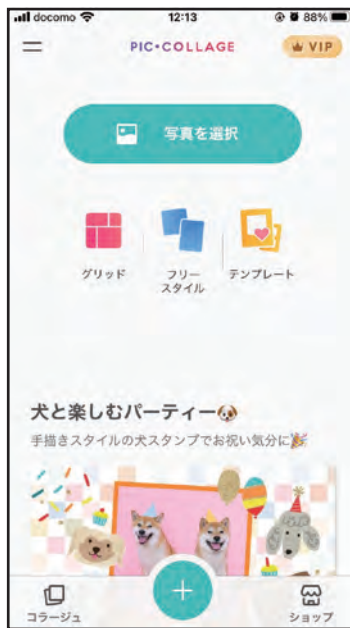 docomo 12:13 88%
PIC•COLLAGE VIP
写真を選択
グリッド フリー テンプレート
スタイル
犬と楽しむパーティー🐶
手描きスタイルの犬スタンプでお祝い気分に🎉
+
コラージュ ショップ